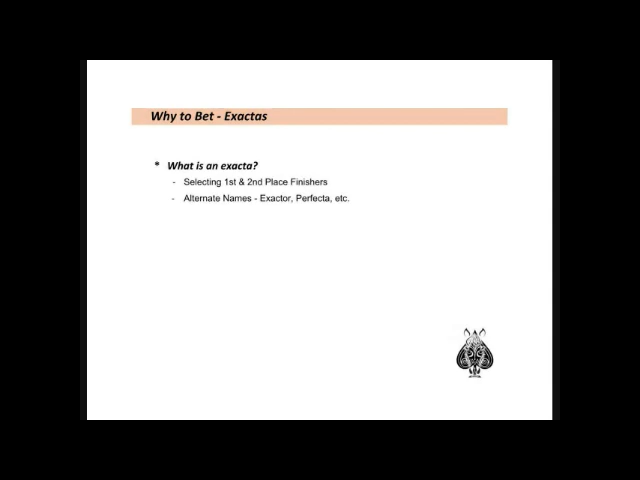 Why to Bet - Exactas
* What is an exacta?
- Selecting 1st & 2nd Place Finishers
- Alternate Names - Exactor, Perfecta, etc.